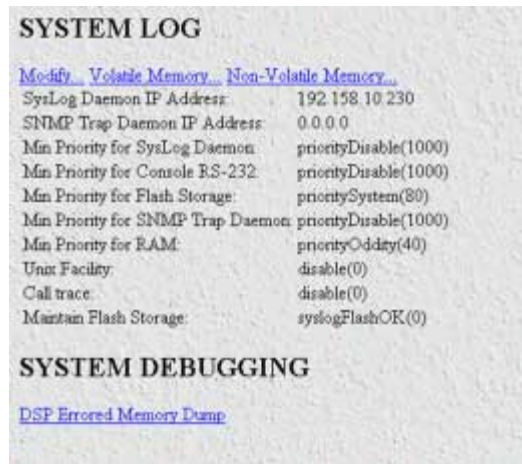 SYSTEM LOG
Modify... Volatile Memory... Non-Volatile Memory...
SysLog Daemon IP Address: 192.158.10.230
SNMP Trap Daemon IP Address: 0.0.0.0
Min Priority for SysLog Daemon: priorityDisable(1000)
Min Priority for Console RS-232: priorityDisable(1000)
Min Priority for Flash Storage: prioritySystem(80)
Min Priority for SNMP Trap Daemon: priorityDisable(1000)
Min Priority for RAM: priorityOddity(40)
Unix Facility: disable(0)
Call trace: disable(0)
Maintain Flash Storage: syslogFlashOK(0)
SYSTEM DEBUGGING
DSP Errored Memory Dump